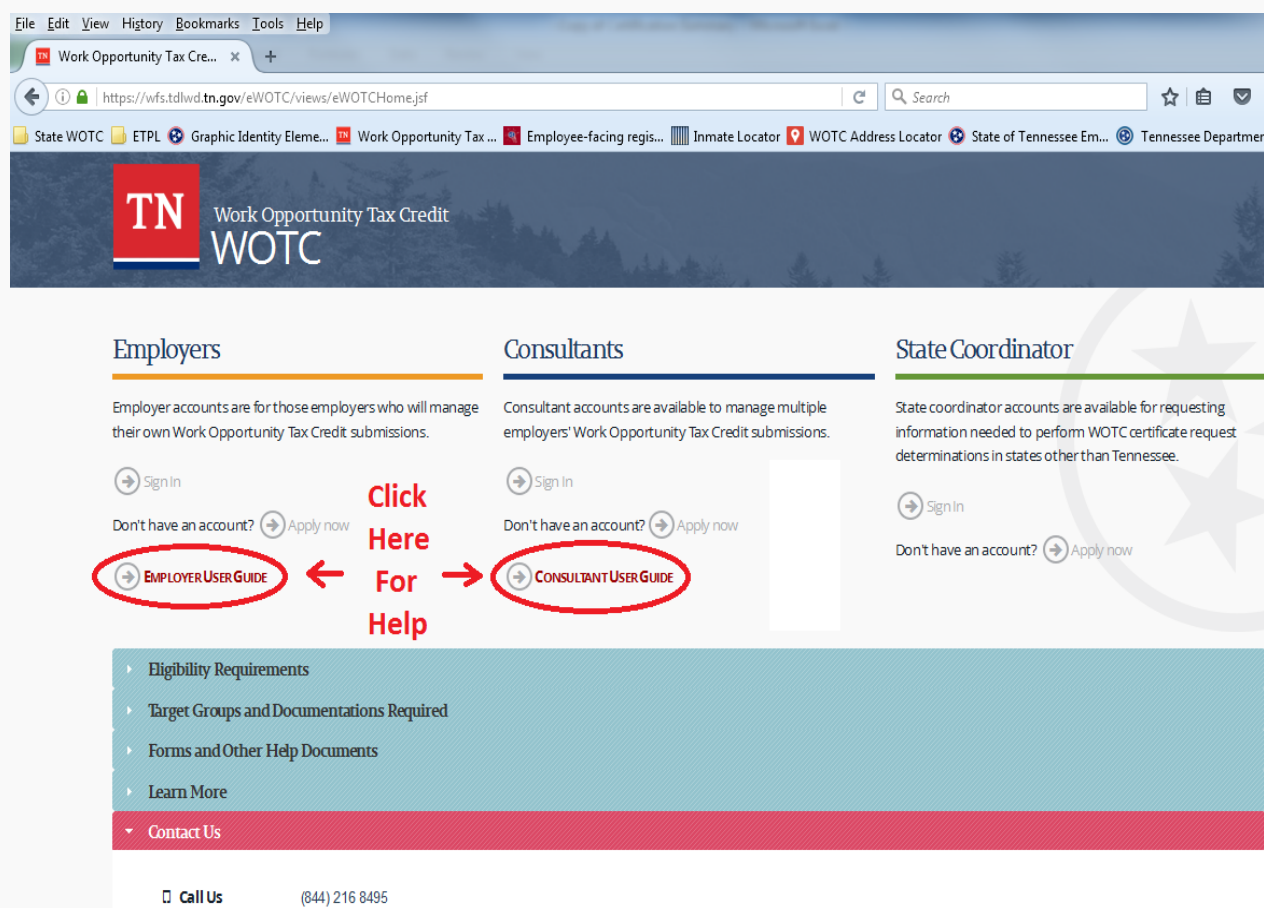 File Edit View History Bookmarks Tools Help
TN Work Opportunity Tax Cre... × +
https://wfs.tdlwd.tn.gov/eWOTC/views/eWOTCHome.jsf
Search
State WOTC ETPL Graphic Identity Eleme... TN Work Opportunity Tax ... Employee-facing regis... Inmate Locator WOTC Address Locator State of Tennessee Em... Tennessee Departmen
TN
Work Opportunity Tax Credit
WOTC
Employers
Employer accounts are for those employers who will manage
their own Work Opportunity Tax Credit submissions.
Sign In
Don't have an account? Apply now
EMPLOYER USER GUIDE
Click
Here
For
Help
Consultants
Consultant accounts are available to manage multiple
employers' Work Opportunity Tax Credit submissions.
Sign In
Don't have an account? Apply now
CONSULTANT USER GUIDE
State Coordinator
State coordinator accounts are available for requesting
information needed to perform WOTC certificate request
determinations in states other than Tennessee.
Sign In
Don't have an account? Apply now
Eligibility Requirements
Target Groups and Documentations Required
Forms and Other Help Documents
Learn More
Contact Us
Call Us (844) 216 8495